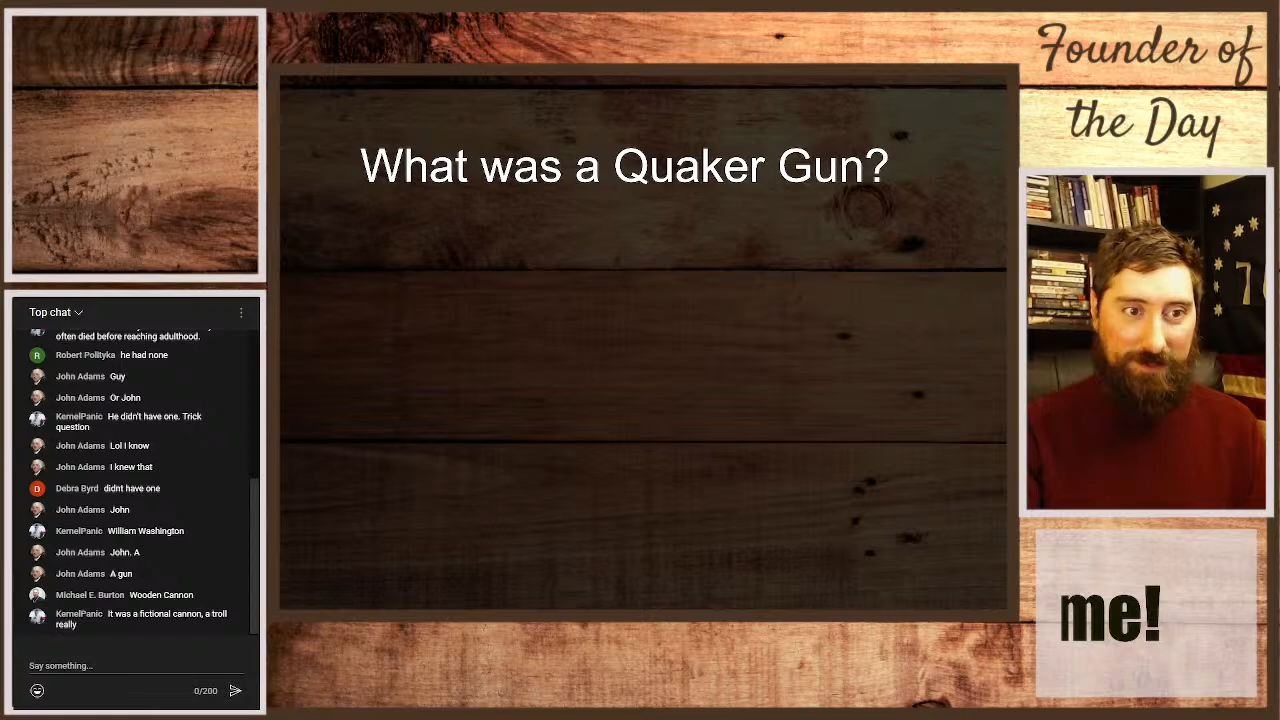 Founder of
the Day
What was a Quaker Gun?
Top chat
often died before reaching adulthood.
R
Robert Polityka he had none
John Adams Guy
John Adams Or John
KernelPanic He didn't have one. Trick
question
John Adams Lol I know
John Adams I knew that
D
Debra Byrd didnt have one
John Adams John
KernelPanic William Washington
John Adams John. A
John Adams A gun
Michael E. Burton Wooden Cannon
KernelPanic It was a fictional cannon, a troll
really
Say something...
0/200
7
me!